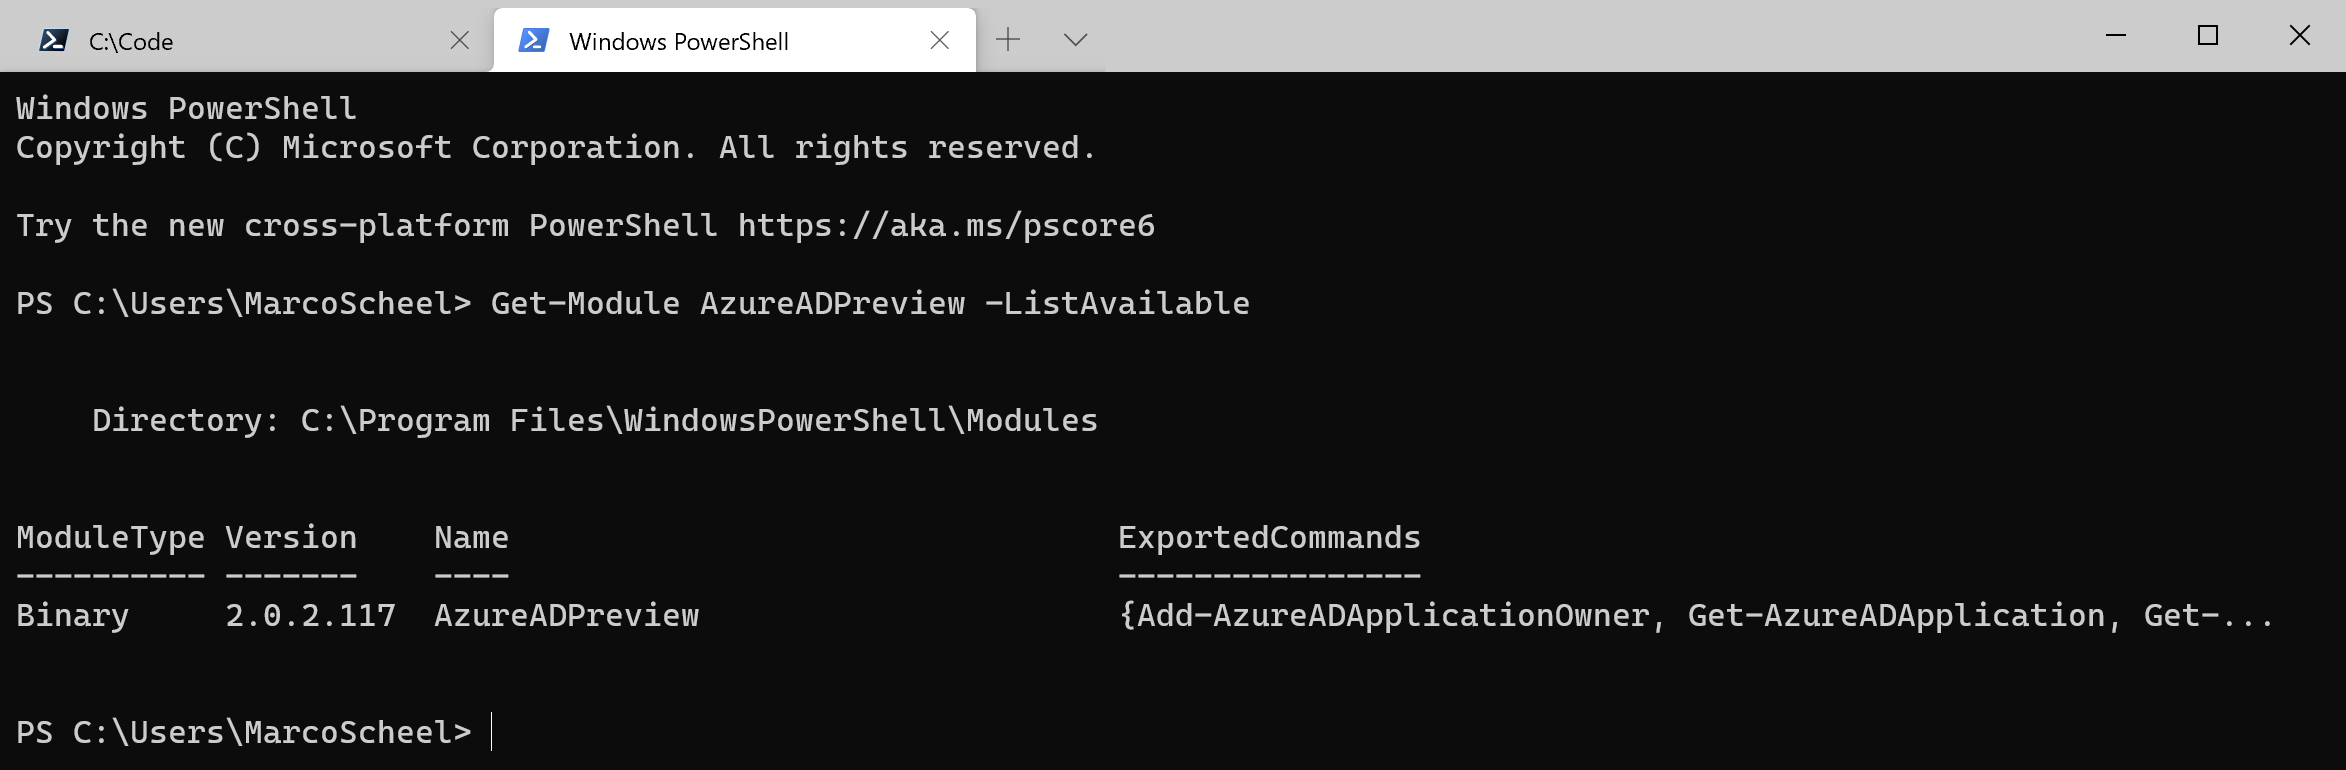 C:\Code
Windows PowerShell
Windows PowerShell
Copyright (C) Microsoft Corporation. All rights reserved.
Try the new cross-platform PowerShell https://aka.ms/pscore6
PS C:\Users\MarcoScheel> Get-Module AzureADPreview -ListAvailable
Directory: C:\Program Files\WindowsPowerShell\Modules
ModuleType Version    Name                                ExportedCommands
---------- -------    ----                                ----------------
Binary     2.0.2.117  AzureADPreview                      {Add-AzureADApplicationOwner, Get-AzureADApplication, Get-...
PS C:\Users\MarcoScheel>